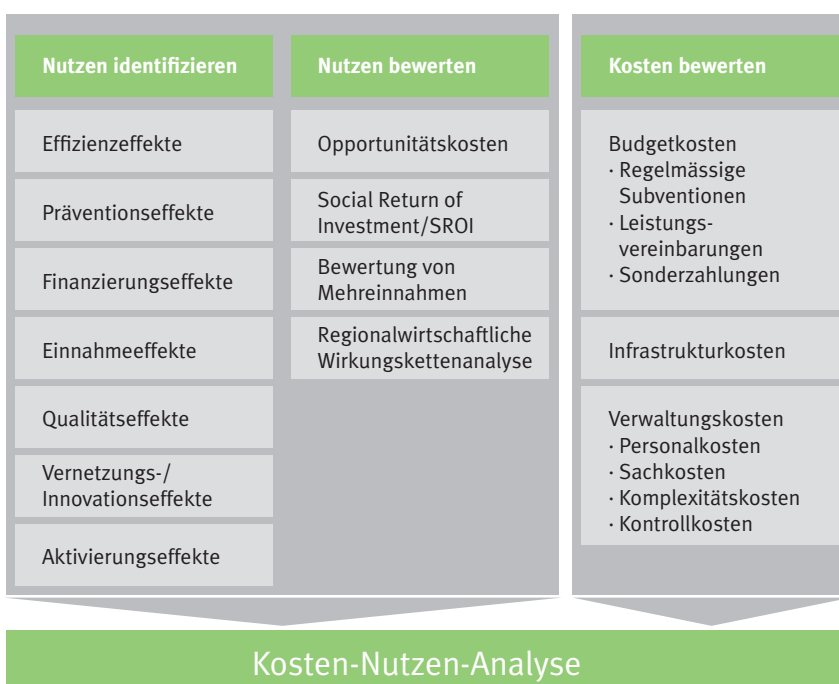 Nutzen identifizieren
Effizienzeffekte
Präventionseffekte
Finanzierungseffekte
Einnahmeeffekte
Qualitätseffekte
Vernetzungs-/
Innovationseffekte
Aktivierungseffekte
Nutzen bewerten
Opportunitätskosten
Social Return of
Investment/SROI
Bewertung von
Mehreinnahmen
Regionalwirtschaftliche
Wirkungskettenanalyse
Kosten bewerten
Budgetkosten
· Regelmässige
Subventionen
· Leistungs-
vereinbarungen
· Sonderzahlungen
Infrastrukturkosten
Verwaltungskosten
· Personalkosten
· Sachkosten
· Komplexitätskosten
· Kontrollkosten
Kosten-Nutzen-Analyse